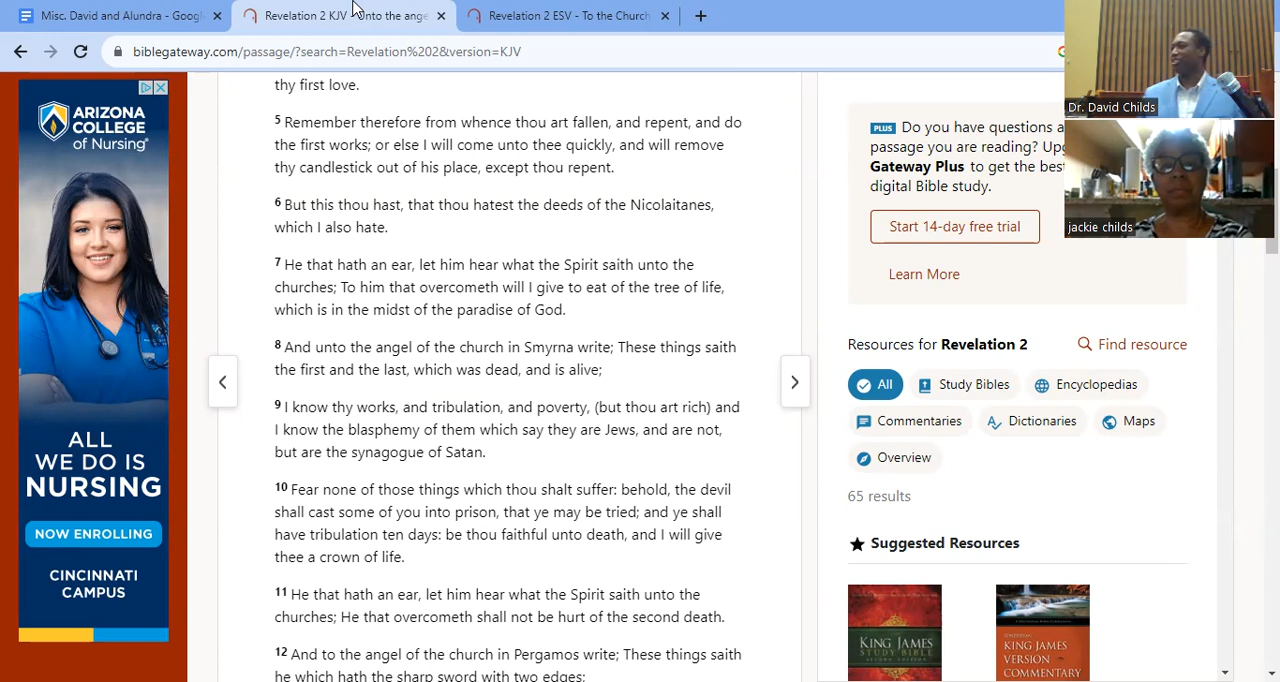 Misc. David and Alundra - Goog
Revelation 2 KJV - Unto the ange
Revelation 2 ESV - To the Church
biblegateway.com/passage/?search=Revelation%202&version=KJV
ARIZONA
COLLEGE
of Nursing
ALL
WE DO IS
NURSING
NOW ENROLLING
CINCINNATI
CAMPUS
thy first love.
5 Remember therefore from whence thou art fallen, and repent, and do
the first works; or else I will come unto thee quickly, and will remove
thy candlestick out of his place, except thou repent.
6 But this thou hast, that thou hatest the deeds of the Nicolaitanes,
which I also hate.
7 He that hath an ear, let him hear what the Spirit saith unto the
churches; To him that overcometh will I give to eat of the tree of life,
which is in the midst of the paradise of God.
8 And unto the angel of the church in Smyrna write; These things saith
the first and the last, which was dead, and is alive;
9 I know thy works, and tribulation, and poverty, (but thou art rich) and
I know the blasphemy of them which say they are Jews, and are not,
but are the synagogue of Satan.
10 Fear none of those things which thou shalt suffer: behold, the devil
shall cast some of you into prison, that ye may be tried; and ye shall
have tribulation ten days: be thou faithful unto death, and I will give
thee a crown of life.
11 He that hath an ear, let him hear what the Spirit saith unto the
churches; He that overcometh shall not be hurt of the second death.
12 And to the angel of the church in Pergamos write; These things saith
he which hath the sharp sword with two edges;
PLUS Do you have questions a
passage you are reading? Up
Gateway Plus to get the bes
digital Bible study.
Start 14-day free trial
Learn More
Resources for Revelation 2
Find resource
All
Study Bibles
Encyclopedias
Commentaries
Dictionaries
Maps
Overview
65 results
Suggested Resources
KING JAMES
STUDY BIBLE
SECOND EDITION
KING JAMES
VERSION
COMMENTARY
Dr. David Childs
jackie childs